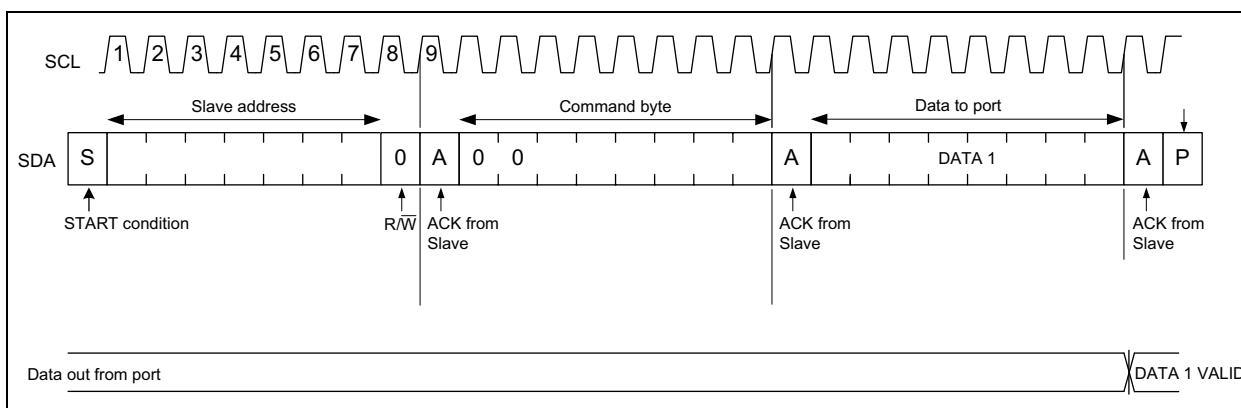 SCL 1 2 3 4 5 6 7 8 9
Slave address Command byte Data to port
SDA S 0 A 0 0 A DATA 1 A P
START condition R/W̅ ACK from Slave ACK from Slave ACK from Slave
Data out from port DATA 1 VALID